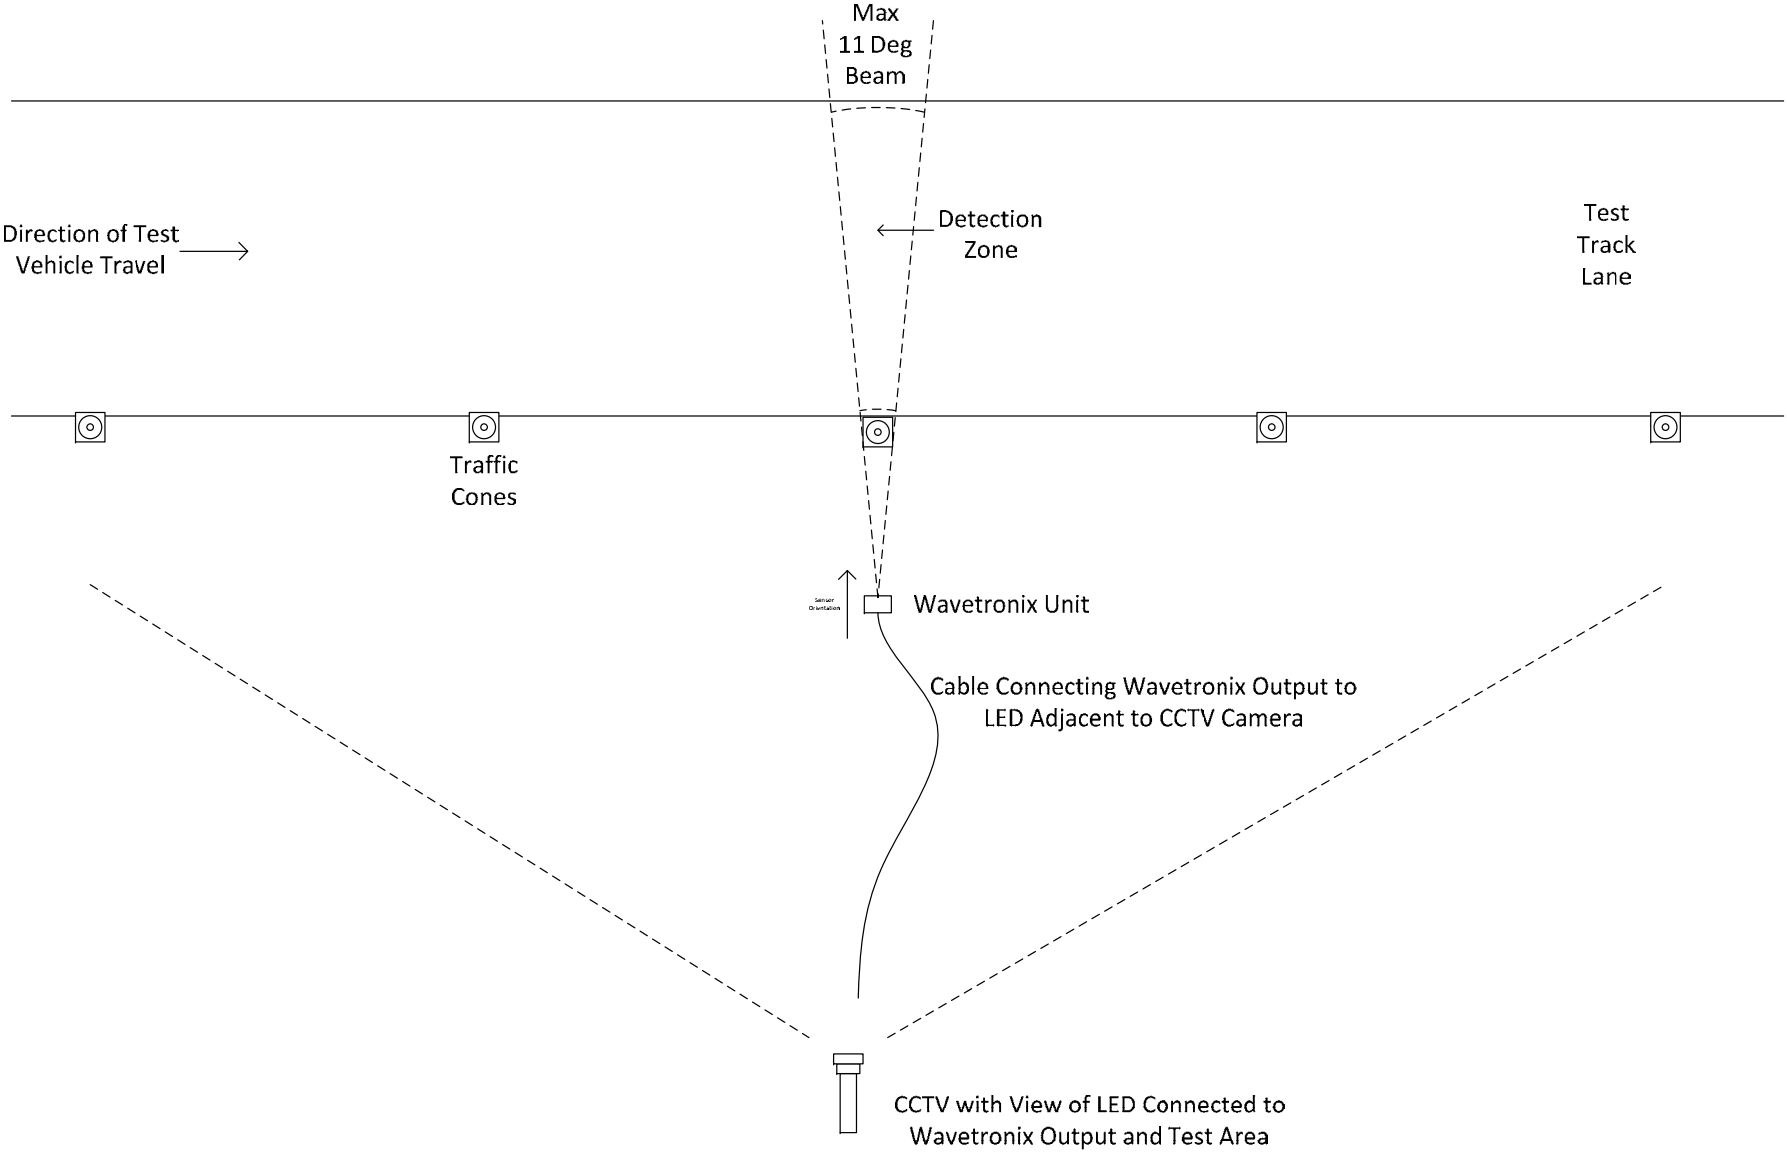 Max
11 Deg
Beam
Direction of Test
Vehicle Travel
Detection
Zone
Test
Track
Lane
Traffic
Cones
Sensor
Orientation
Wavetronix Unit
Cable Connecting Wavetronix Output to
LED Adjacent to CCTV Camera
CCTV with View of LED Connected to
Wavetronix Output and Test Area